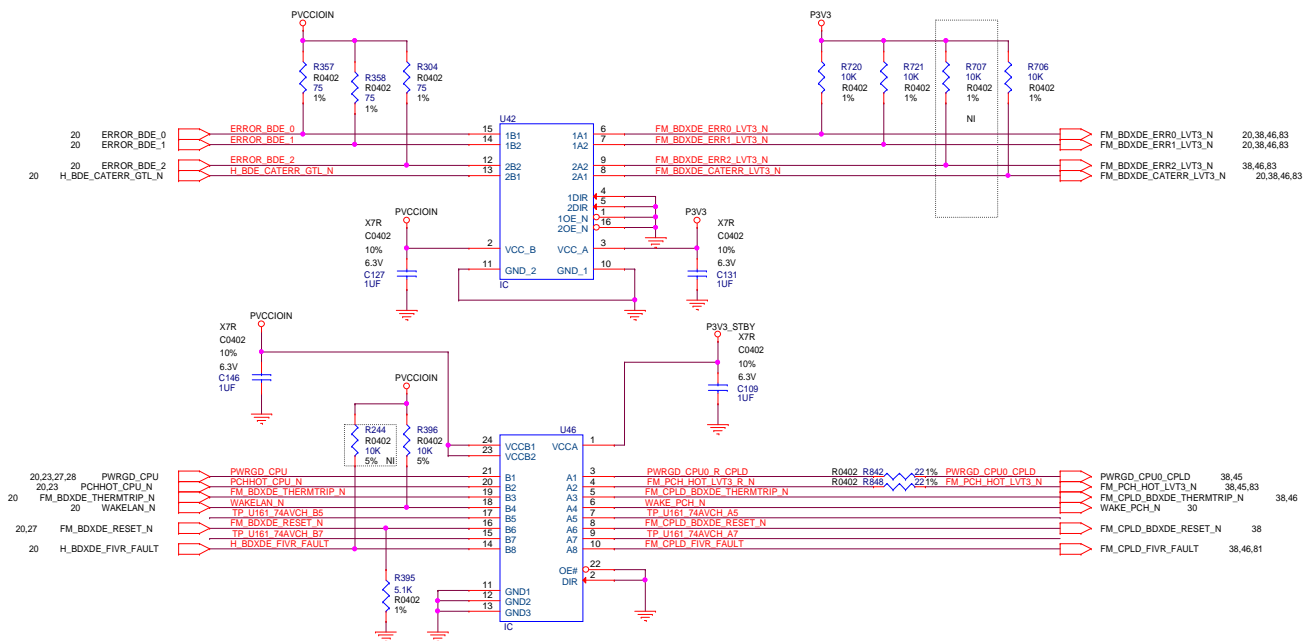 PVCCIOIN
P3V3
R357
R0402
75
1%
R358
R0402
75
1%
R304
R0402
75
1%
R720
10K
R0402
1%
R721
10K
R0402
1%
R707
10K
R0402
1%
NI
R706
10K
R0402
1%
U42
20 ERROR_BDE_0 ERROR_BDE_0 15 1B1 1A1 6 FM_BDXDE_ERR0_LVT3_N FM_BDXDE_ERR0_LVT3_N 20,38,46,83
20 ERROR_BDE_1 ERROR_BDE_1 14 1B2 1A2 7 FM_BDXDE_ERR1_LVT3_N FM_BDXDE_ERR1_LVT3_N 20,38,46,83
20 ERROR_BDE_2 ERROR_BDE_2 12 2B2 2A2 9 FM_BDXDE_ERR2_LVT3_N FM_BDXDE_ERR2_LVT3_N 38,46,83
20 H_BDE_CATERR_GTL_N H_BDE_CATERR_GTL_N 13 2B1 2A1 8 FM_BDXDE_CATERR_LVT3_N FM_BDXDE_CATERR_LVT3_N 20,38,46,83
1DIR 4
2DIR 5
1OE_N 1
2OE_N 16
PVCCIOIN
X7R
C0402
10%
6.3V
C127
1UF
2 VCC_B VCC_A 3
11 GND_2 GND_1 10
IC
P3V3
X7R
C0402
10%
6.3V
C131
1UF
PVCCIOIN
X7R
C0402
10%
6.3V
C146
1UF
P3V3_STBY
X7R
C0402
10%
6.3V
C109
1UF
PVCCIOIN
R244
R0402
10K
5% NI
R396
R0402
10K
5%
U46
24 VCCB1 VCCA 1
23 VCCB2
20,23,27,28 PWRGD_CPU PWRGD_CPU 21 B1 A1 3 PWRGD_CPU0_R_CPLD R0402 R842 22 1% PWRGD_CPU0_CPLD PWRGD_CPU0_CPLD 38,45
20,23 PCHHOT_CPU_N PCHHOT_CPU_N 20 B2 A2 4 FM_PCH_HOT_LVT3_R_N R0402 R848 22 1% FM_PCH_HOT_LVT3_N FM_PCH_HOT_LVT3_N 38,45,83
20 FM_BDXDE_THERMTRIP_N FM_BDXDE_THERMTRIP_N 19 B3 A3 5 FM_CPLD_BDXDE_THERMTRIP_N FM_CPLD_BDXDE_THERMTRIP_N 38,46
20 WAKELAN_N WAKELAN_N 18 B4 A4 6 WAKE_PCH_N WAKE_PCH_N 30
TP_U161_74AVCH_B5 17 B5 A5 7 TP_U161_74AVCH_A5
20,27 FM_BDXDE_RESET_N FM_BDXDE_RESET_N 16 B6 A6 8 FM_CPLD_BDXDE_RESET_N FM_CPLD_BDXDE_RESET_N 38
TP_U161_74AVCH_B7 15 B7 A7 9 TP_U161_74AVCH_A7
20 H_BDXDE_FIVR_FAULT H_BDXDE_FIVR_FAULT 14 B8 A8 10 FM_CPLD_FIVR_FAULT FM_CPLD_FIVR_FAULT 38,46,81
OE# 22
DIR 2
R395
5.1K
R0402
1%
11 GND1
12 GND2
13 GND3
IC